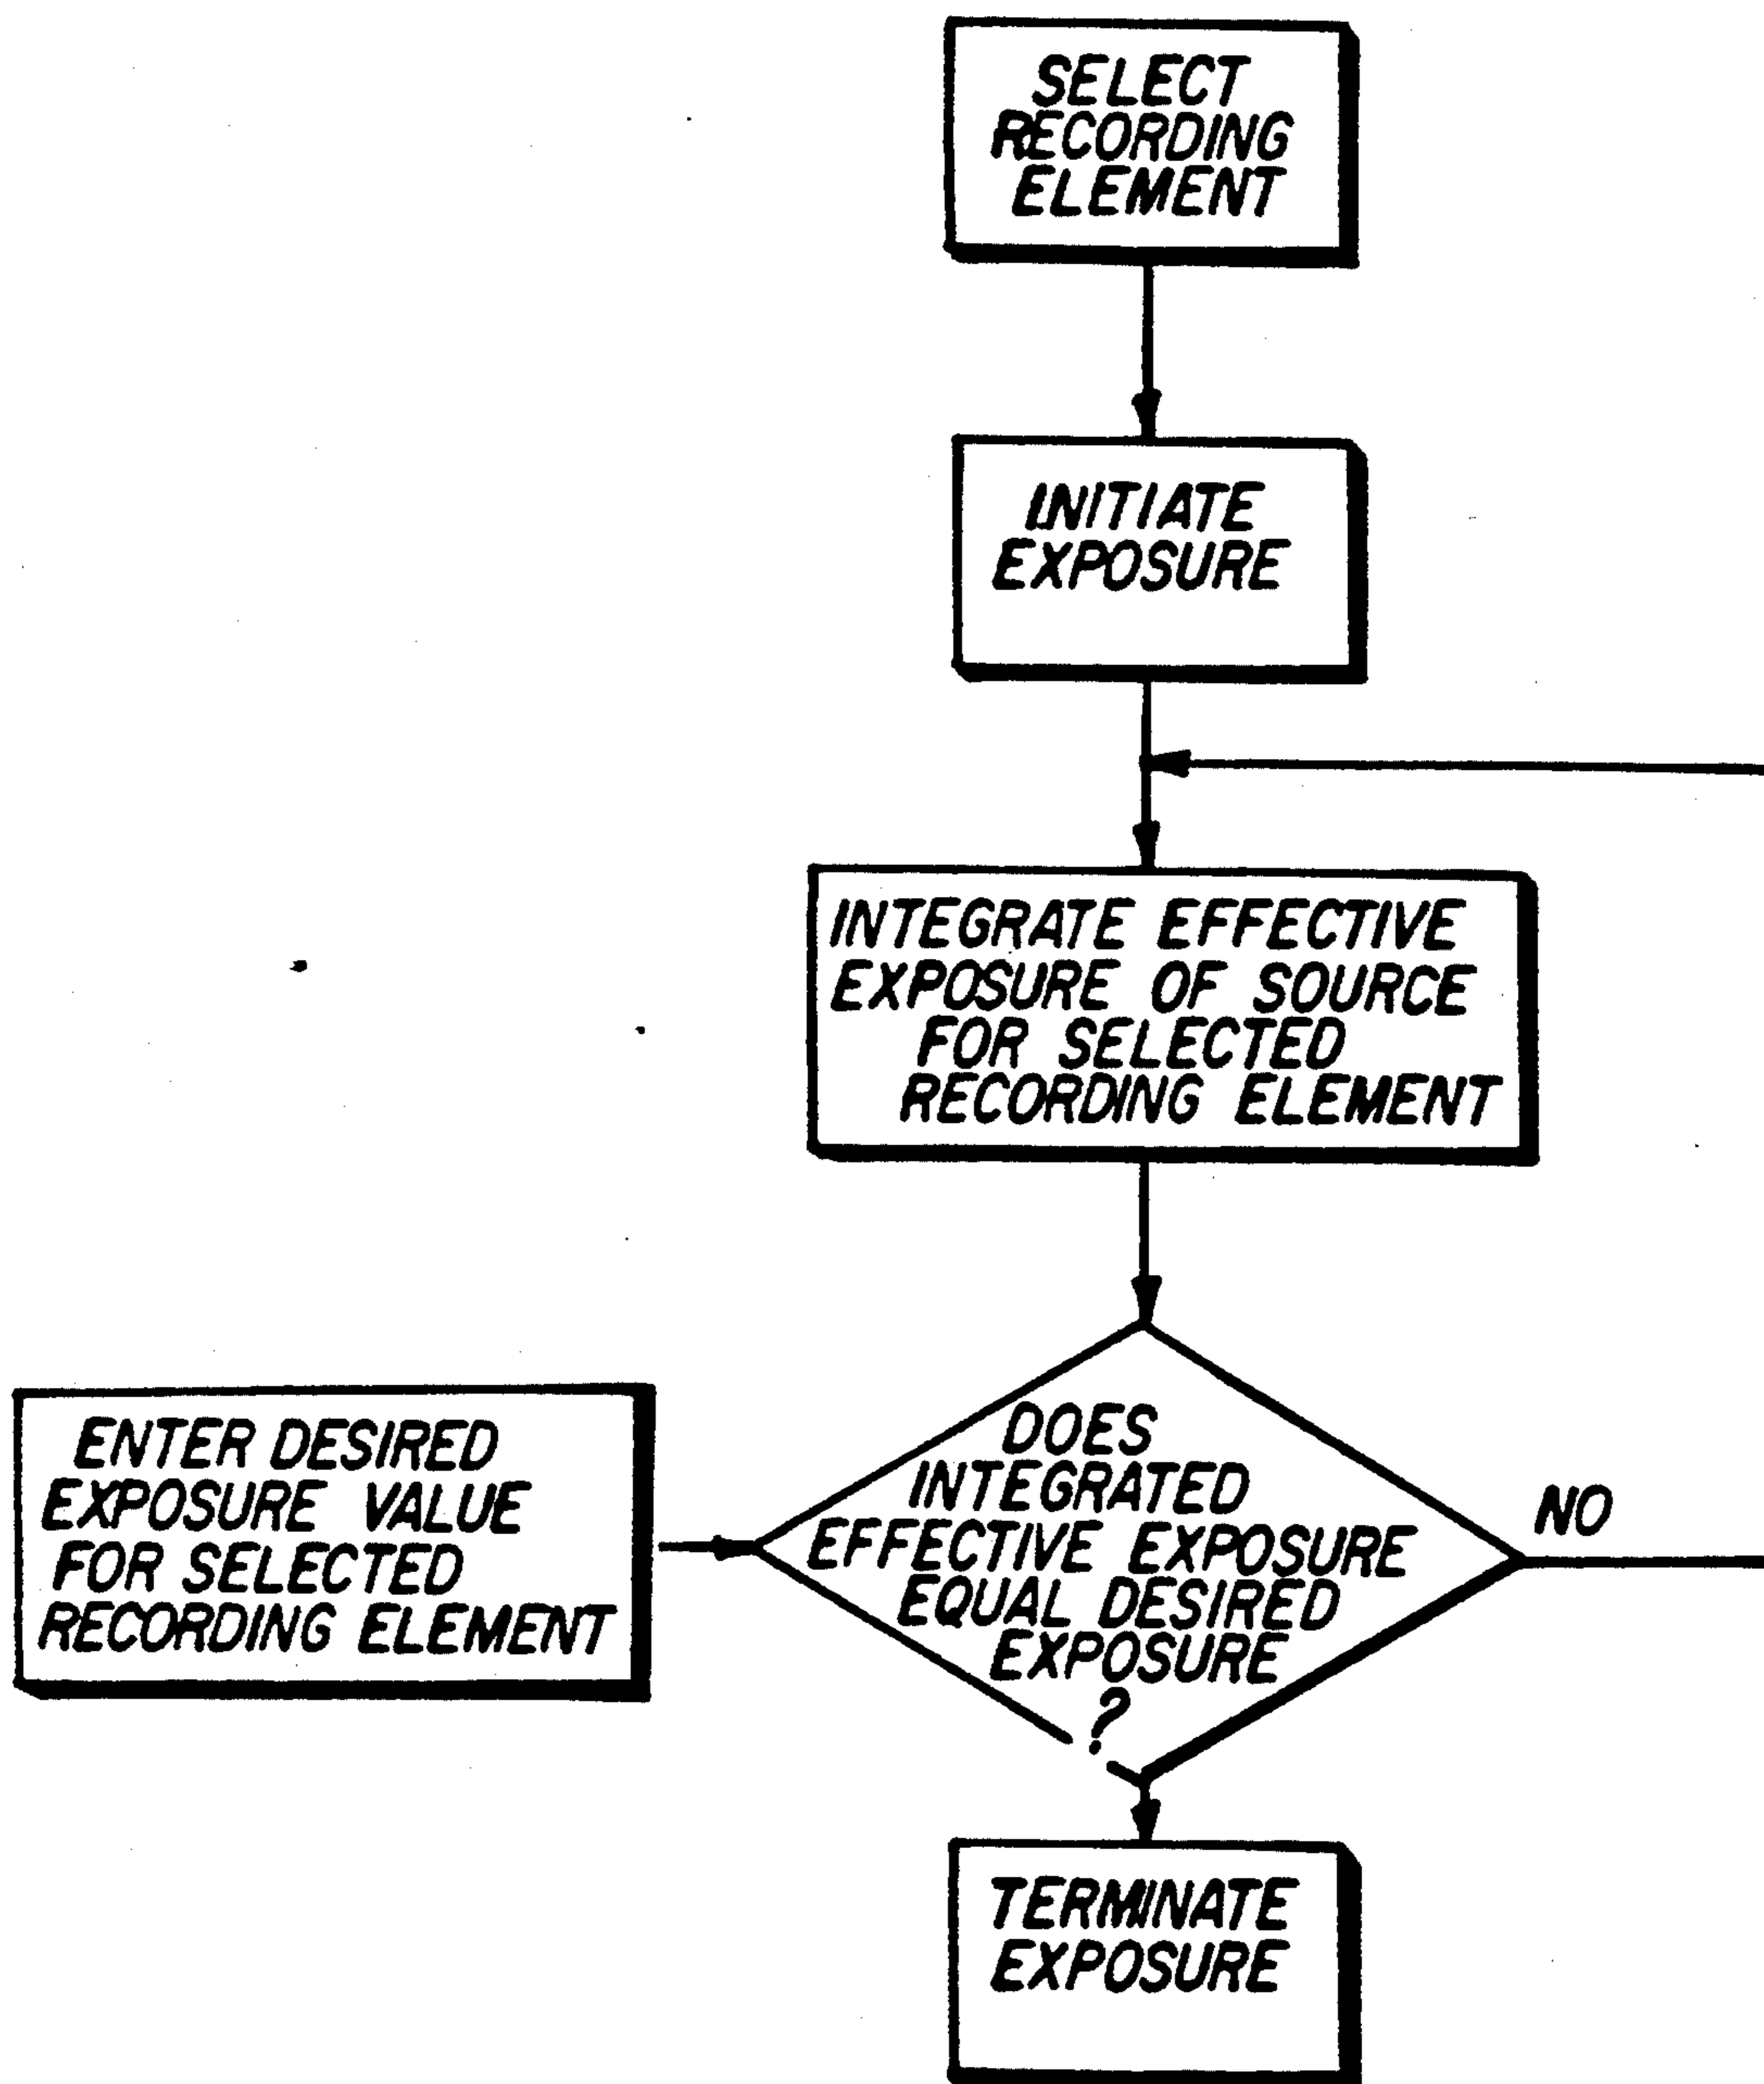 SELECT
RECORDING
ELEMENT
INITIATE
EXPOSURE
INTEGRATE EFFECTIVE
EXPOSURE OF SOURCE
FOR SELECTED
RECORDING ELEMENT
ENTER DESIRED
EXPOSURE VALUE
FOR SELECTED
RECORDING ELEMENT
DOES
INTEGRATED
EFFECTIVE EXPOSURE
EQUAL DESIRED
EXPOSURE
?
NO
TERMINATE
EXPOSURE